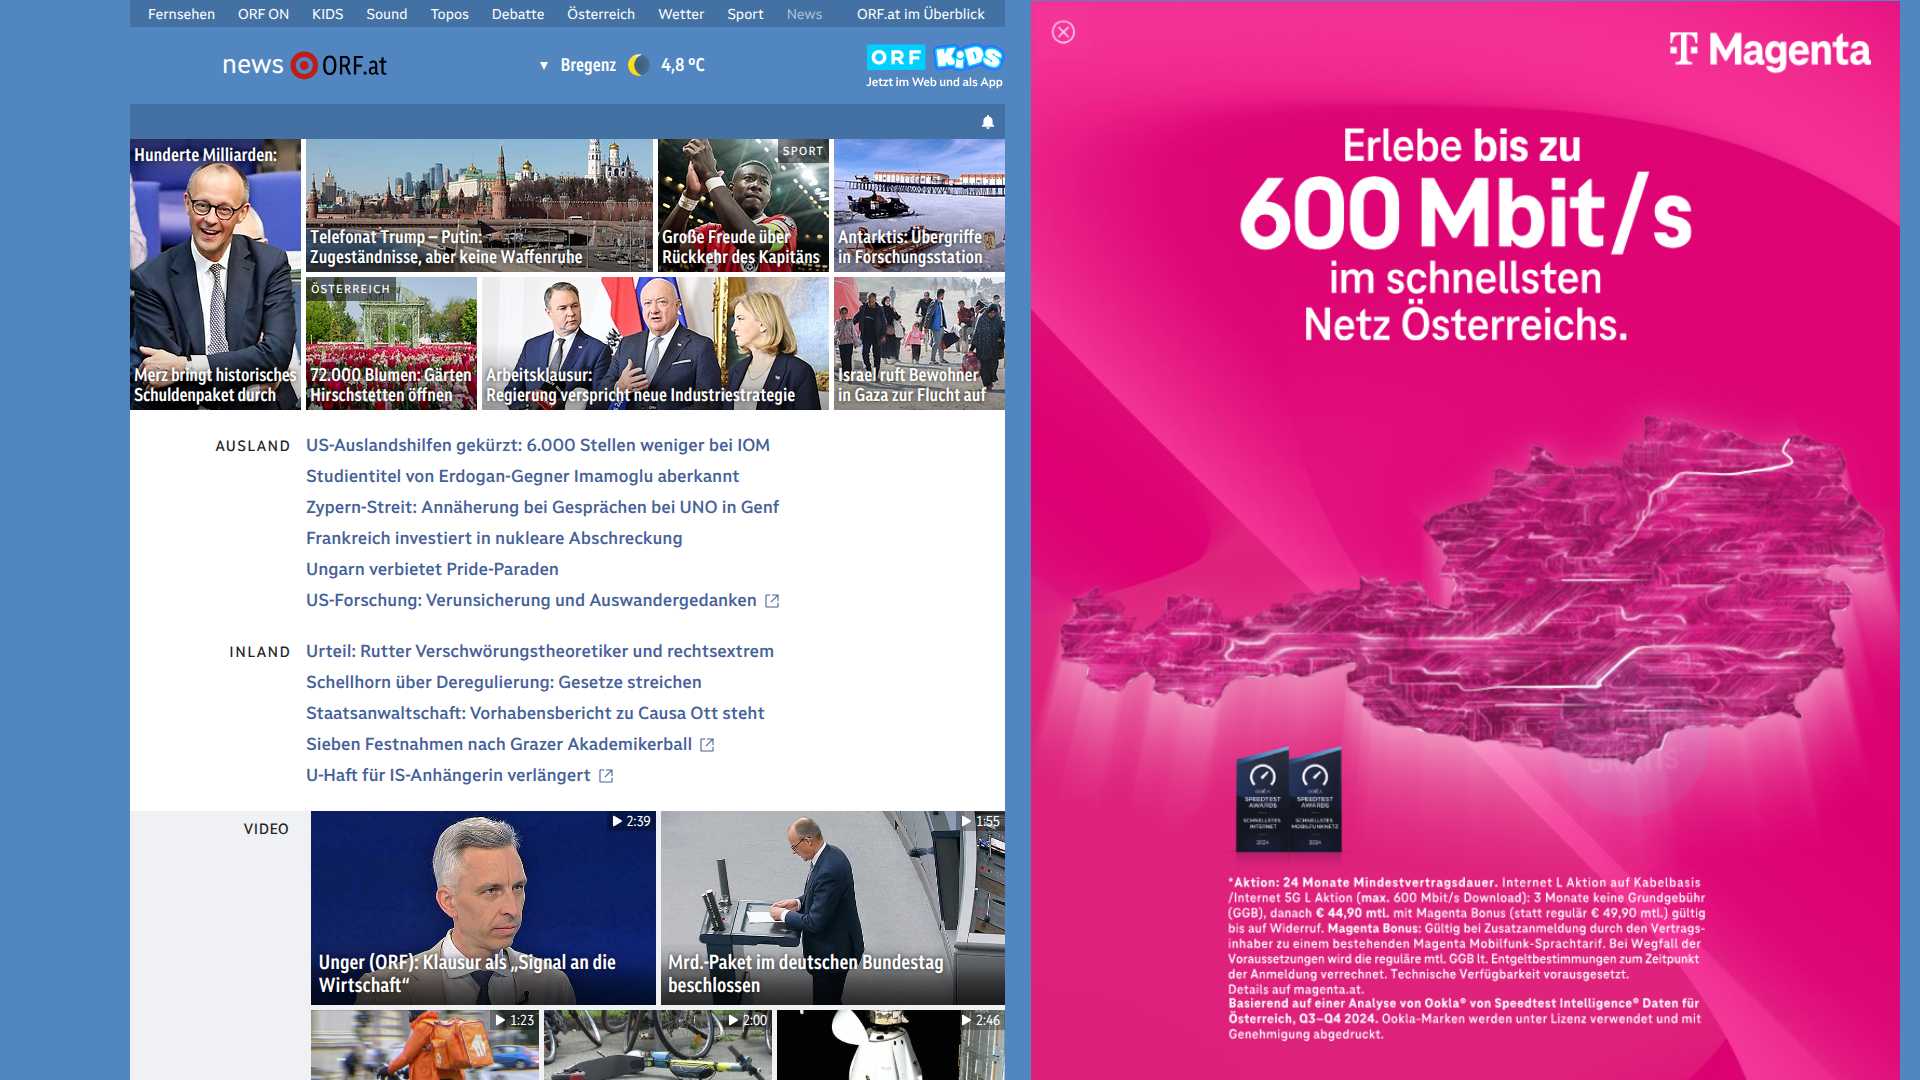 Fernsehen ORF ON KIDS Sound Topos Debatte Österreich Wetter Sport News ORF.at im Überblick
news ORF.at
▼ Bregenz 4,8 °C
ORF KiDS
Jetzt im Web und als App
Hunderte Milliarden:
Merz bringt historisches
Schuldenpaket durch
Telefonat Trump – Putin:
Zugeständnisse, aber keine Waffenruhe
SPORT
Große Freude über
Rückkehr des Kapitäns
Antarktis: Übergriffe
in Forschungsstation
ÖSTERREICH
72.000 Blumen: Gärten
Hirschstetten öffnen
Arbeitsklausur:
Regierung verspricht neue Industriestrategie
Israel ruft Bewohner
in Gaza zur Flucht auf
AUSLAND
US-Auslandshilfen gekürzt: 6.000 Stellen weniger bei IOM
Studientitel von Erdogan-Gegner Imamoglu aberkannt
Zypern-Streit: Annäherung bei Gesprächen bei UNO in Genf
Frankreich investiert in nukleare Abschreckung
Ungarn verbietet Pride-Paraden
US-Forschung: Verunsicherung und Auswandergedanken
INLAND
Urteil: Rutter Verschwörungstheoretiker und rechtsextrem
Schellhorn über Deregulierung: Gesetze streichen
Staatsanwaltschaft: Vorhabensbericht zu Causa Ott steht
Sieben Festnahmen nach Grazer Akademikerball
U-Haft für IS-Anhängerin verlängert
VIDEO
2:39
Unger (ORF): Klausur als „Signal an die
Wirtschaft“
1:55
Mrd.-Paket im deutschen Bundestag
beschlossen
1:23
2:00
2:46
T Magenta
Erlebe bis zu
600 Mbit/s
im schnellsten
Netz Österreichs.
GRATIS
OOKLA
SPEEDTEST
AWARDS
SCHNELLSTES
INTERNET
2024
OOKLA
SPEEDTEST
AWARDS
SCHNELLSTES
MOBILFUNKNETZ
2024
*Aktion: 24 Monate Mindestvertragsdauer. Internet L Aktion auf Kabelbasis
/Internet 5G L Aktion (max. 600 Mbit/s Download): 3 Monate keine Grundgebühr
(GGB), danach € 44,90 mtl. mit Magenta Bonus (statt regulär € 49,90 mtl.) gültig
bis auf Widerruf. Magenta Bonus: Gültig bei Zusatzanmeldung durch den Vertrags-
inhaber zu einem bestehenden Magenta Mobilfunk-Sprachtarif. Bei Wegfall der
Voraussetzungen wird die reguläre mtl. GGB lt. Entgeltbestimmungen zum Zeitpunkt
der Anmeldung verrechnet. Technische Verfügbarkeit vorausgesetzt.
Details auf magenta.at.
Basierend auf einer Analyse von Ookla® von Speedtest Intelligence® Daten für
Österreich, Q3–Q4 2024. Ookla-Marken werden unter Lizenz verwendet und mit
Genehmigung abgedruckt.